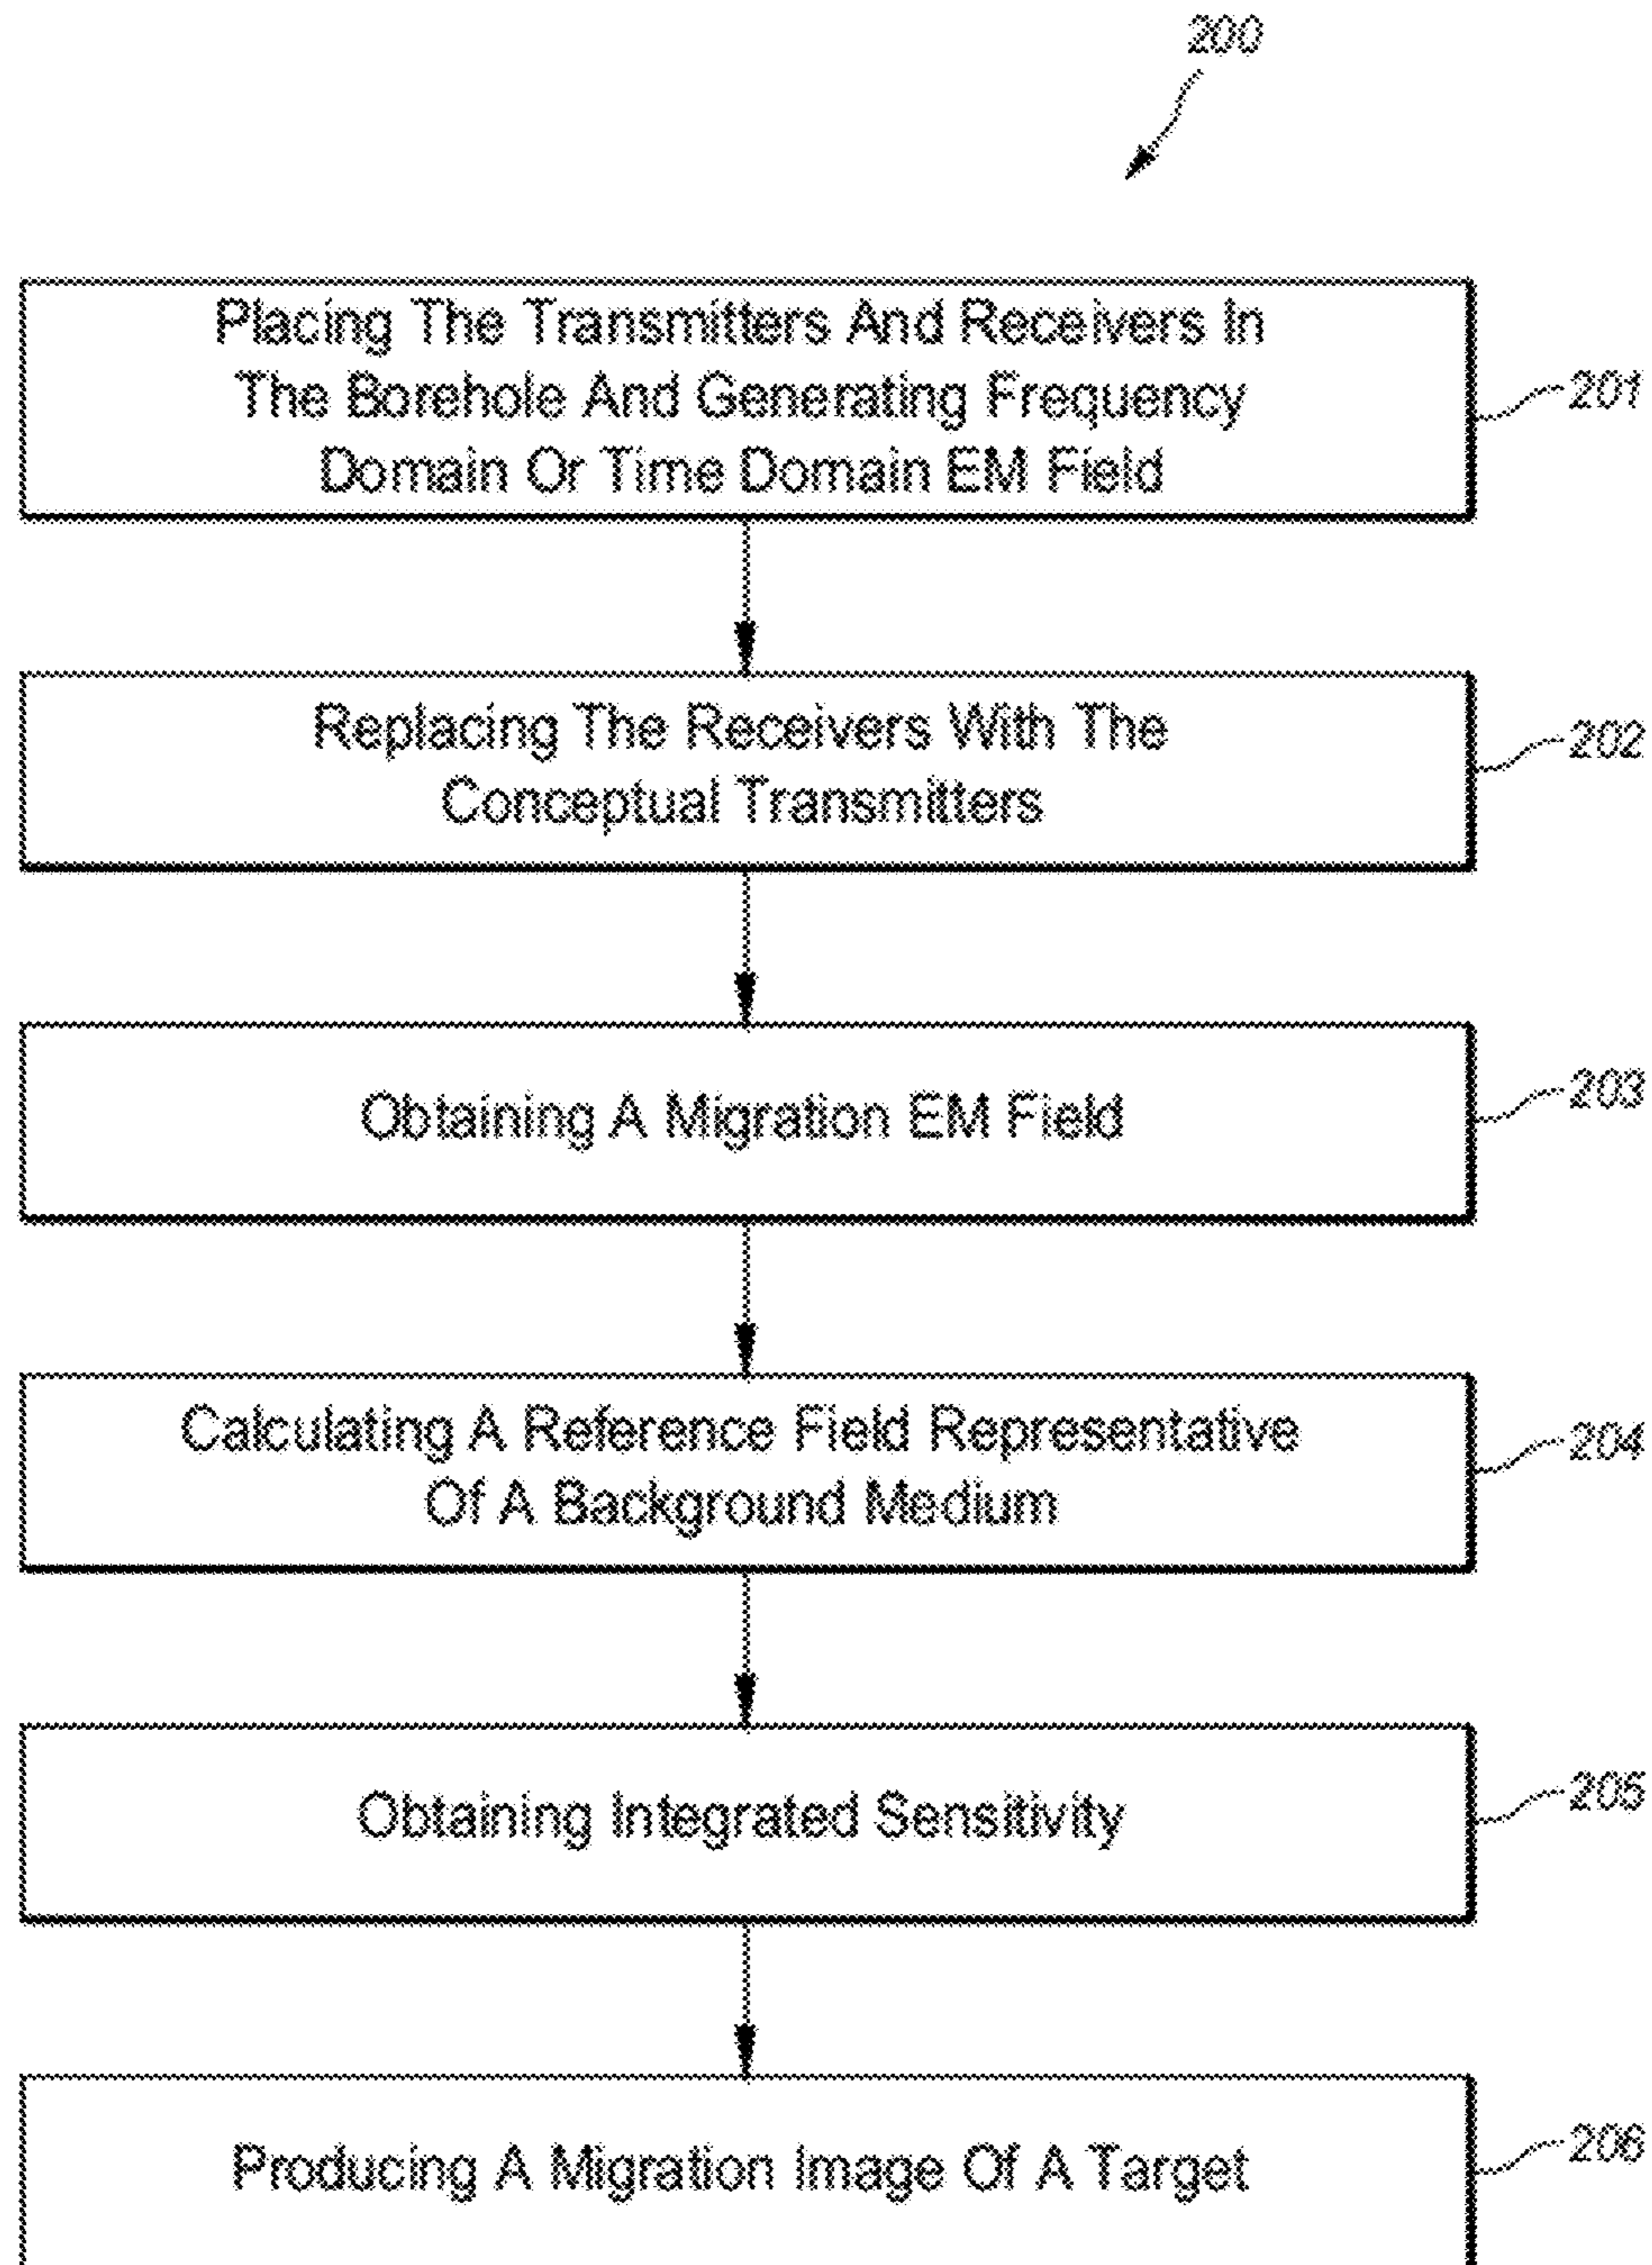 200
Placing The Transmitters And Receivers In
The Borehole And Generating Frequency
Domain Or Time Domain EM Field
201
Replacing The Receivers With The
Conceptual Transmitters
202
Obtaining A Migration EM Field
203
Calculating A Reference Field Representative
Of A Background Medium
204
Obtaining Integrated Sensitivity
205
Producing A Migration Image Of A Target
206